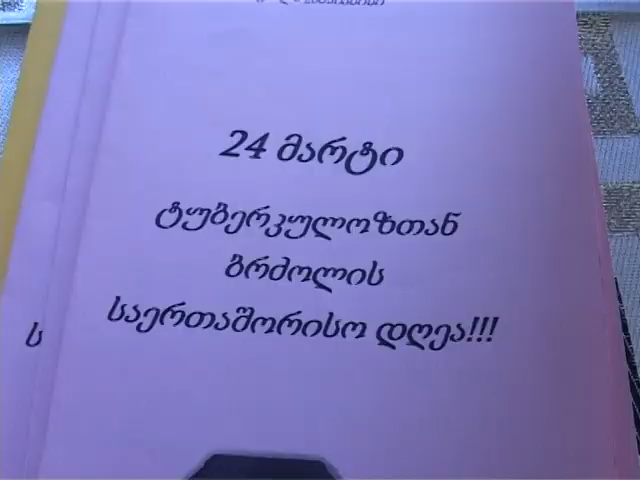 24 მარტი
ტუბერკულოზთან
ბრძოლის
საერთაშორისო დღეა!!!
ს